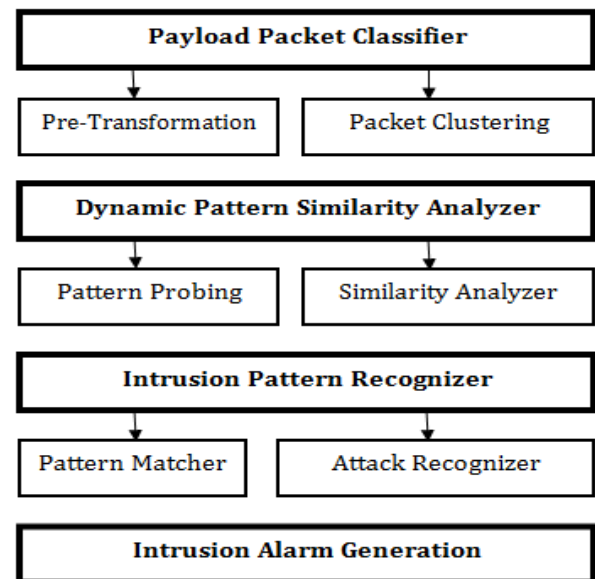 Payload Packet Classifier
Pre-Transformation
Packet Clustering
Dynamic Pattern Similarity Analyzer
Pattern Probing
Similarity Analyzer
Intrusion Pattern Recognizer
Pattern Matcher
Attack Recognizer
Intrusion Alarm Generation